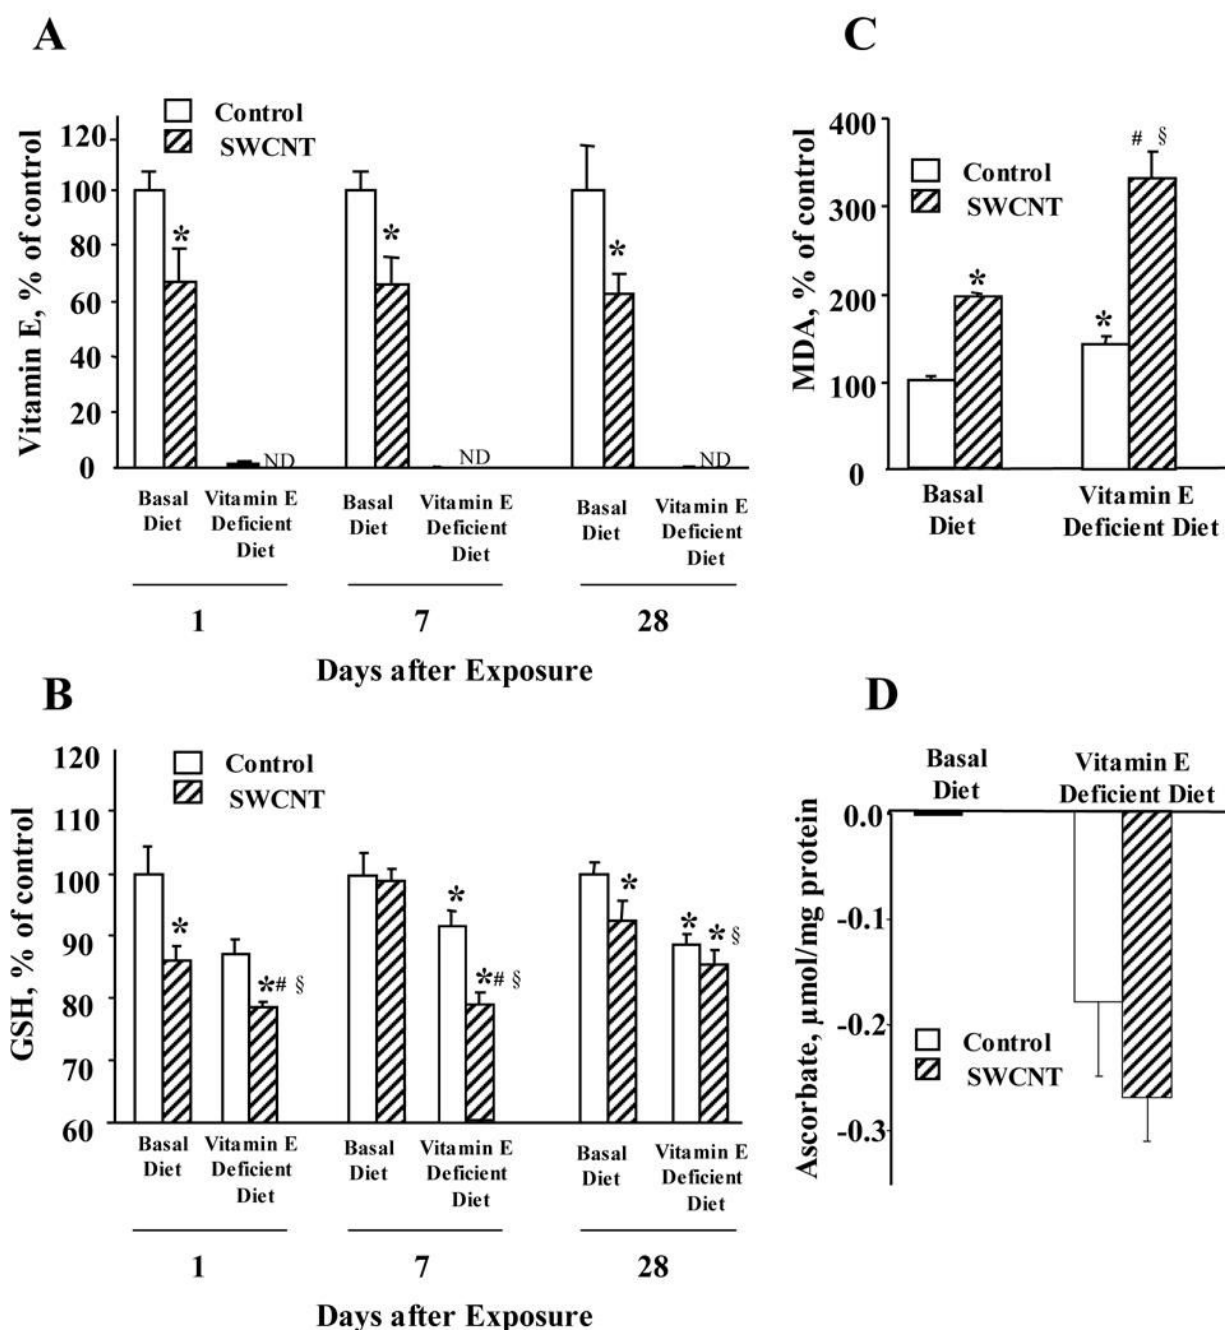 A
Control
SWCNT
Vitamin E, % of control
120
100
80
60
40
20
0
*
*
*
ND
ND
ND
Basal
Diet
Vitamin E
Deficient
Diet
Basal
Diet
Vitamin E
Deficient
Diet
Basal
Diet
Vitamin E
Deficient
Diet
1
7
28
Days after Exposure
B
Control
SWCNT
GSH, % of control
120
110
100
90
80
70
60
*
*# §
*
*# §
*
*
* §
Basal
Diet
Vitamin E
Deficient
Diet
Basal
Diet
Vitamin E
Deficient
Diet
Basal
Diet
Vitamin E
Deficient
Diet
1
7
28
Days after Exposure
C
Control
SWCNT
MDA, % of control
400
300
200
100
0
*
*
# §
Basal
Diet
Vitamin E
Deficient Diet
D
Basal
Diet
Vitamin E
Deficient Diet
Ascorbate, µmol/mg protein
0.0
-0.1
-0.2
-0.3
Control
SWCNT